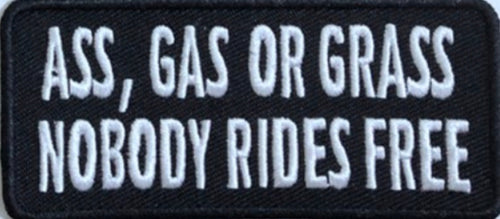 ASS, GAS OR GRASS
NOBODY RIDES FREE